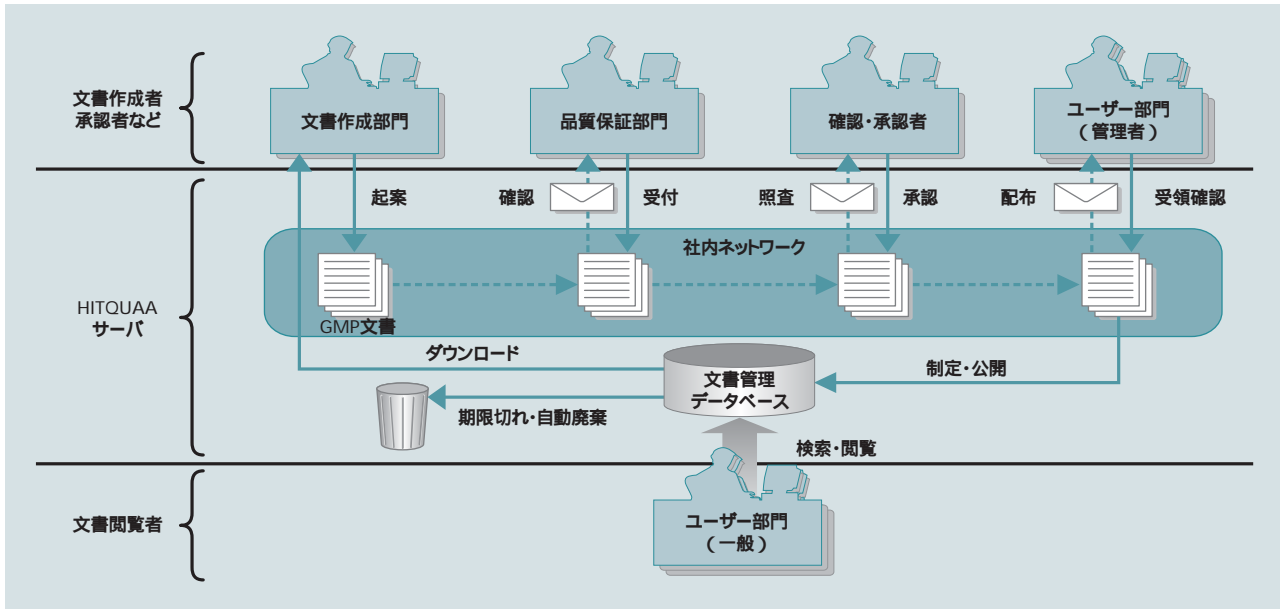 文書作成者
承認者など
文書作成部門
品質保証部門
確認・承認者
ユーザー部門
（管理者）
起案
確認
受付
照査
承認
配布
受領確認
社内ネットワーク
HITQUAA
サーバ
GMP文書
ダウンロード
文書管理
データベース
制定・公開
期限切れ・自動廃棄
検索・閲覧
文書閲覧者
ユーザー部門
（一般）